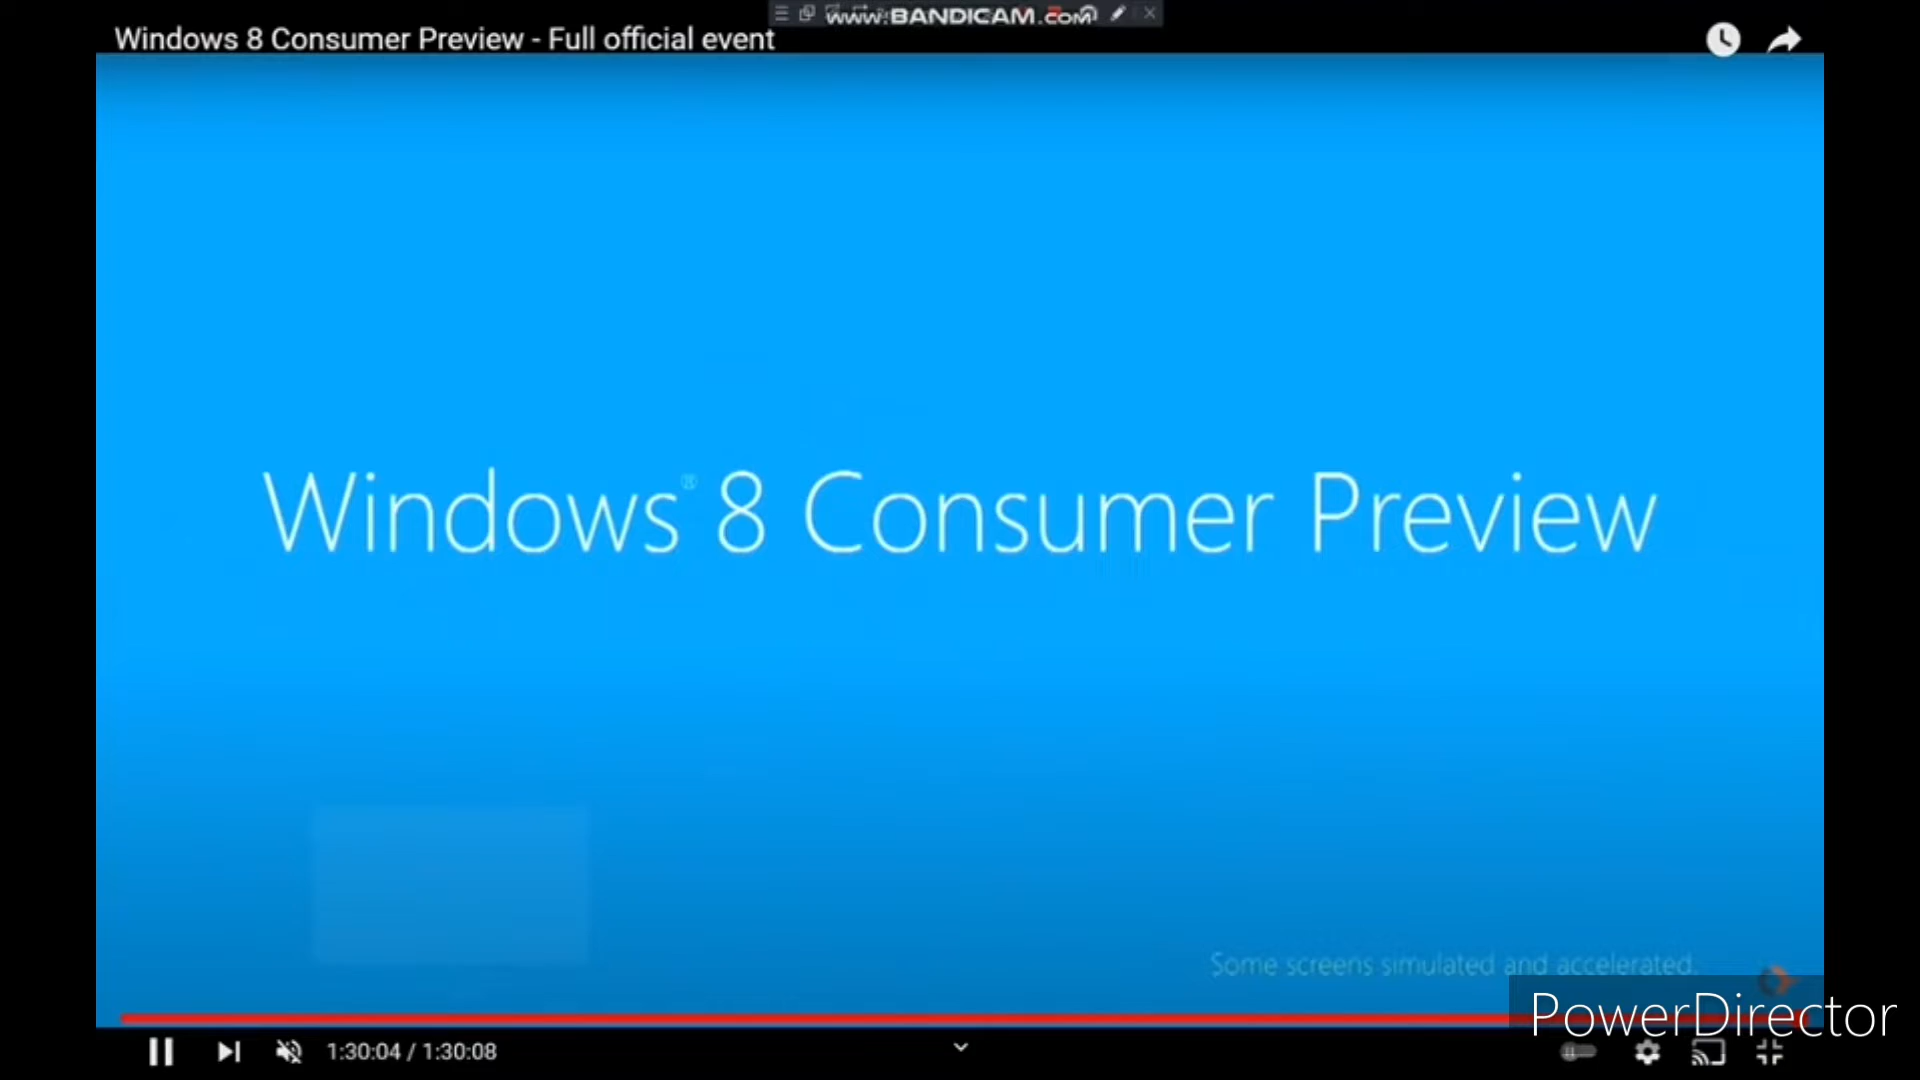 www.BANDICAM.com
Windows 8 Consumer Preview - Full official event
Windows® 8 Consumer Preview
Some screens simulated and accelerated.
PowerDirector
1:30:04 / 1:30:08